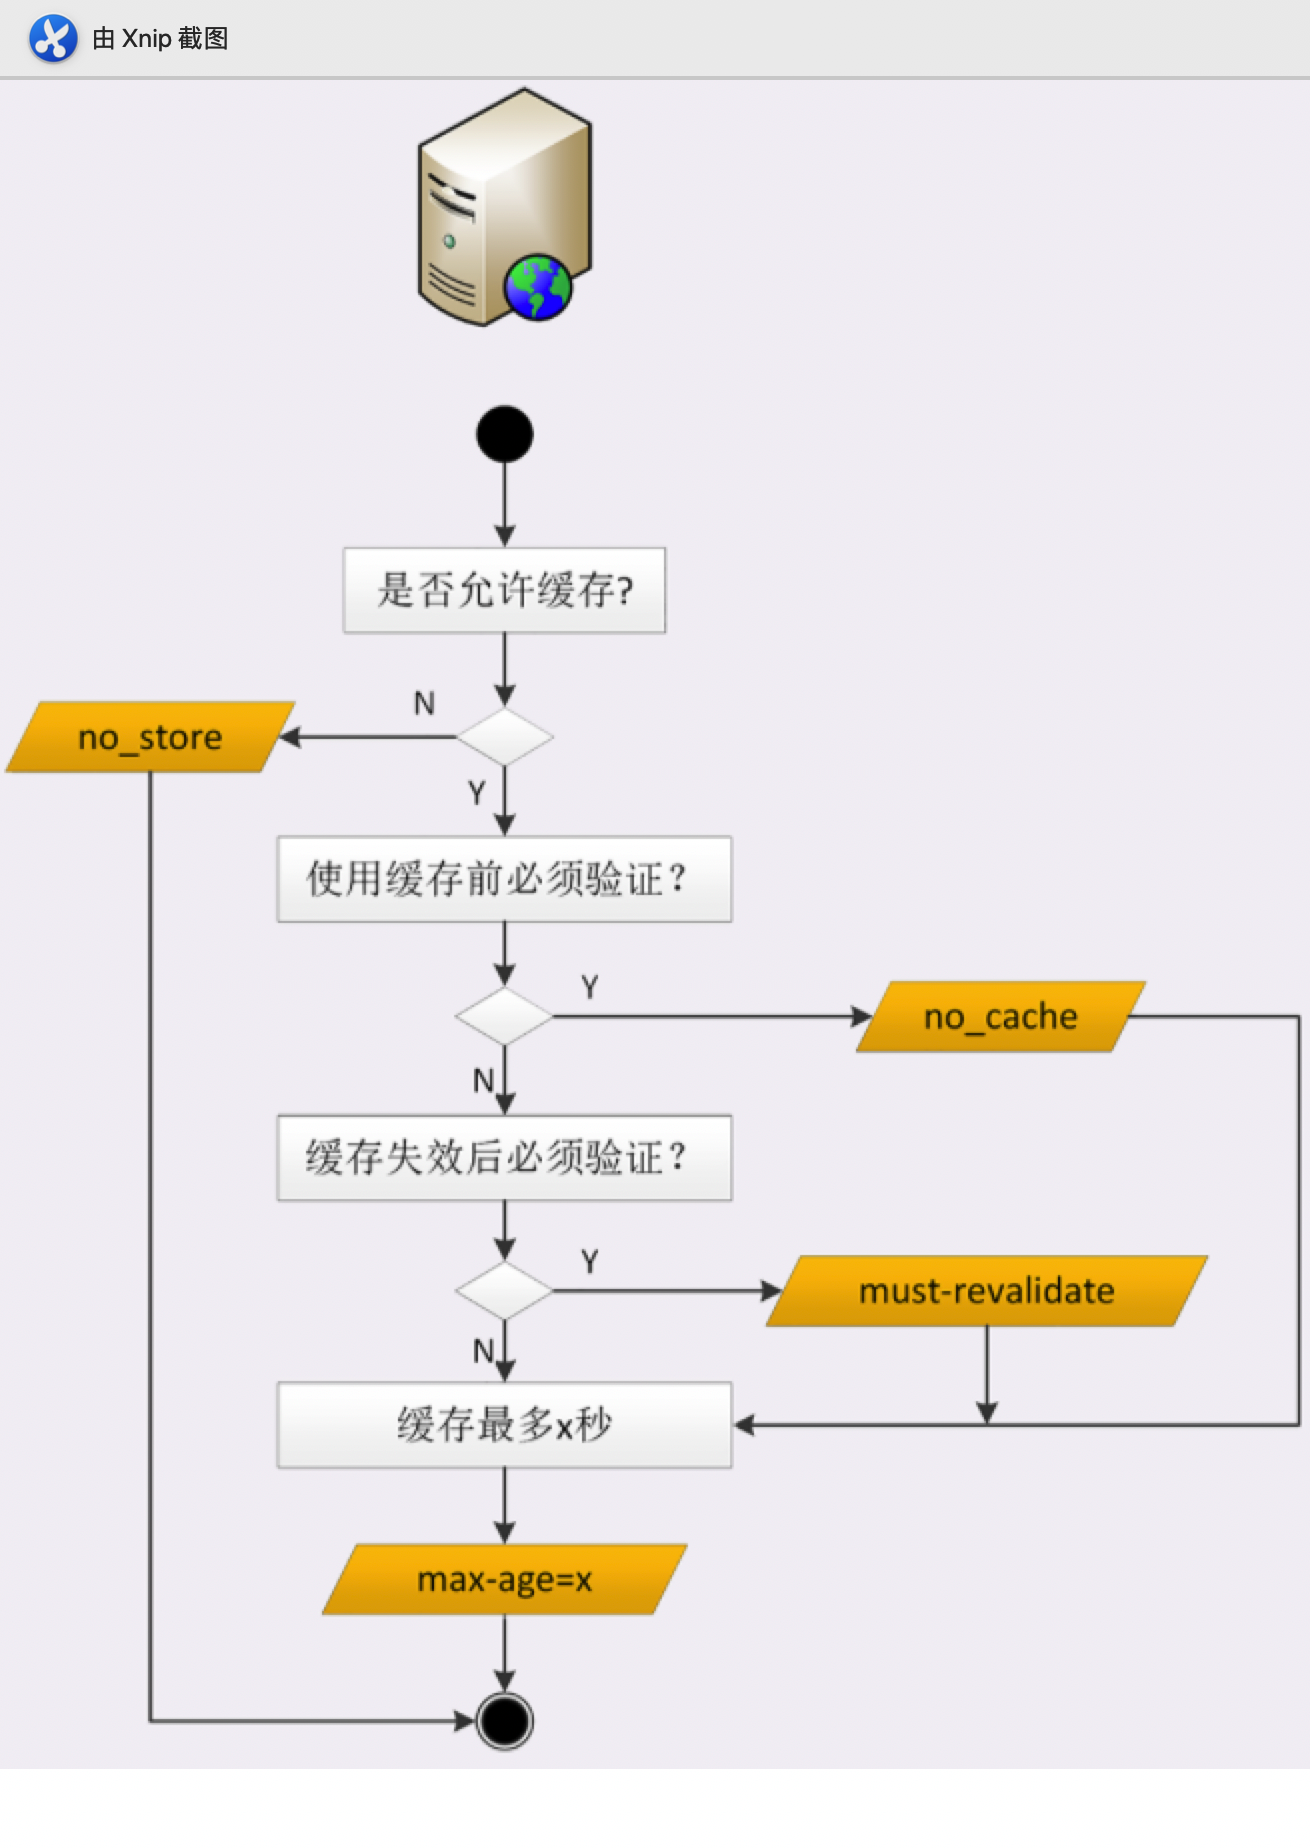 由 Xnip 截图
是否允许缓存?
N
no_store
Y
使用缓存前必须验证？
Y
no_cache
N
缓存失效后必须验证？
Y
must-revalidate
N
缓存最多x秒
max-age=x